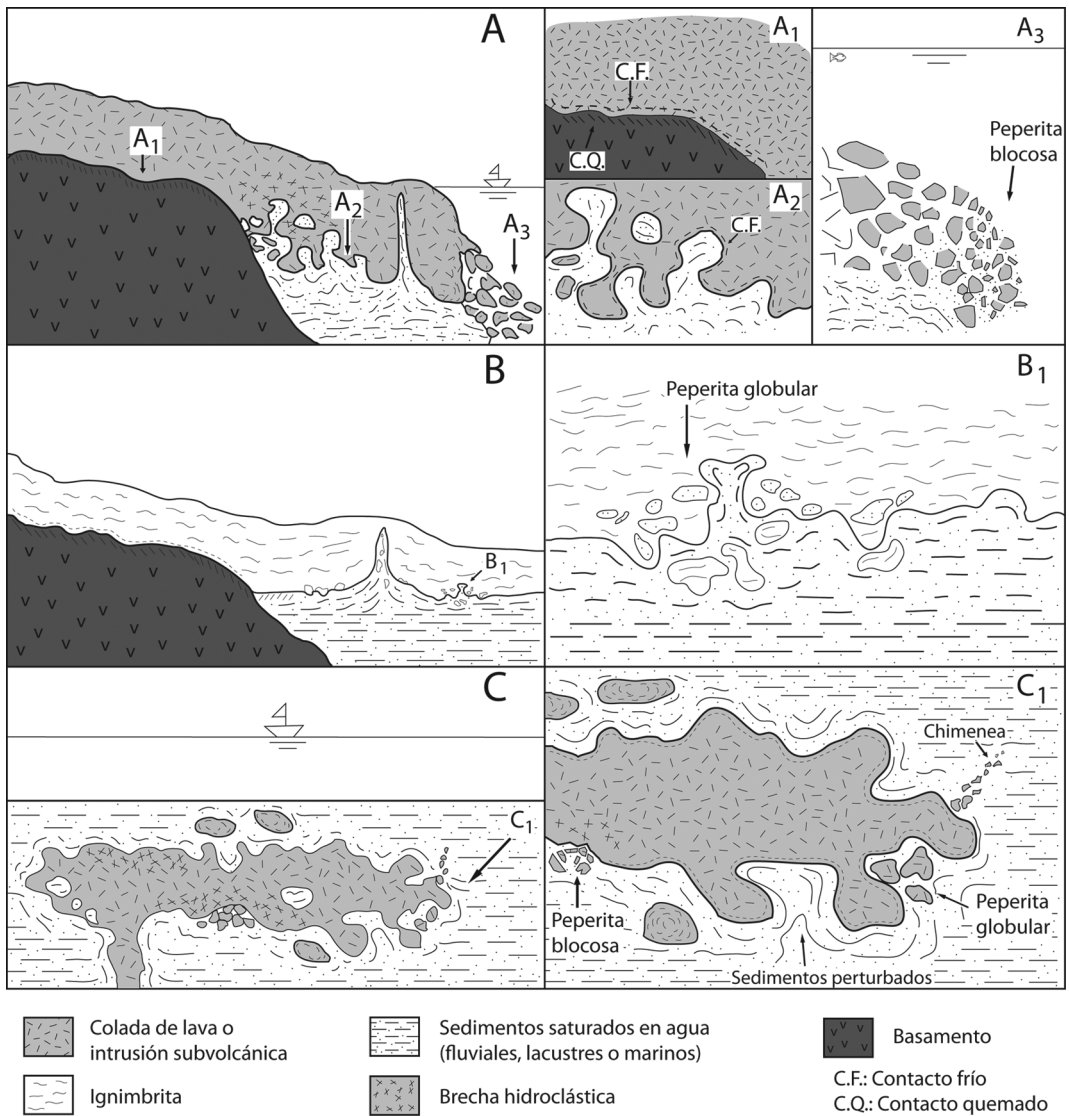 A
A1
A2
A3
A1
C.F.
C.Q.
A2
C.F.
A3
Peperita
blocosa
B
B1
B1
Peperita globular
C
C1
C1
Chimenea
Peperita
blocosa
Peperita
globular
Sedimentos perturbados
Colada de lava o
intrusión subvolcánica
Ignimbrita
Sedimentos saturados en agua
(fluviales, lacustres o marinos)
Brecha hidroclástica
Basamento
C.F.: Contacto frío
C.Q.: Contacto quemado